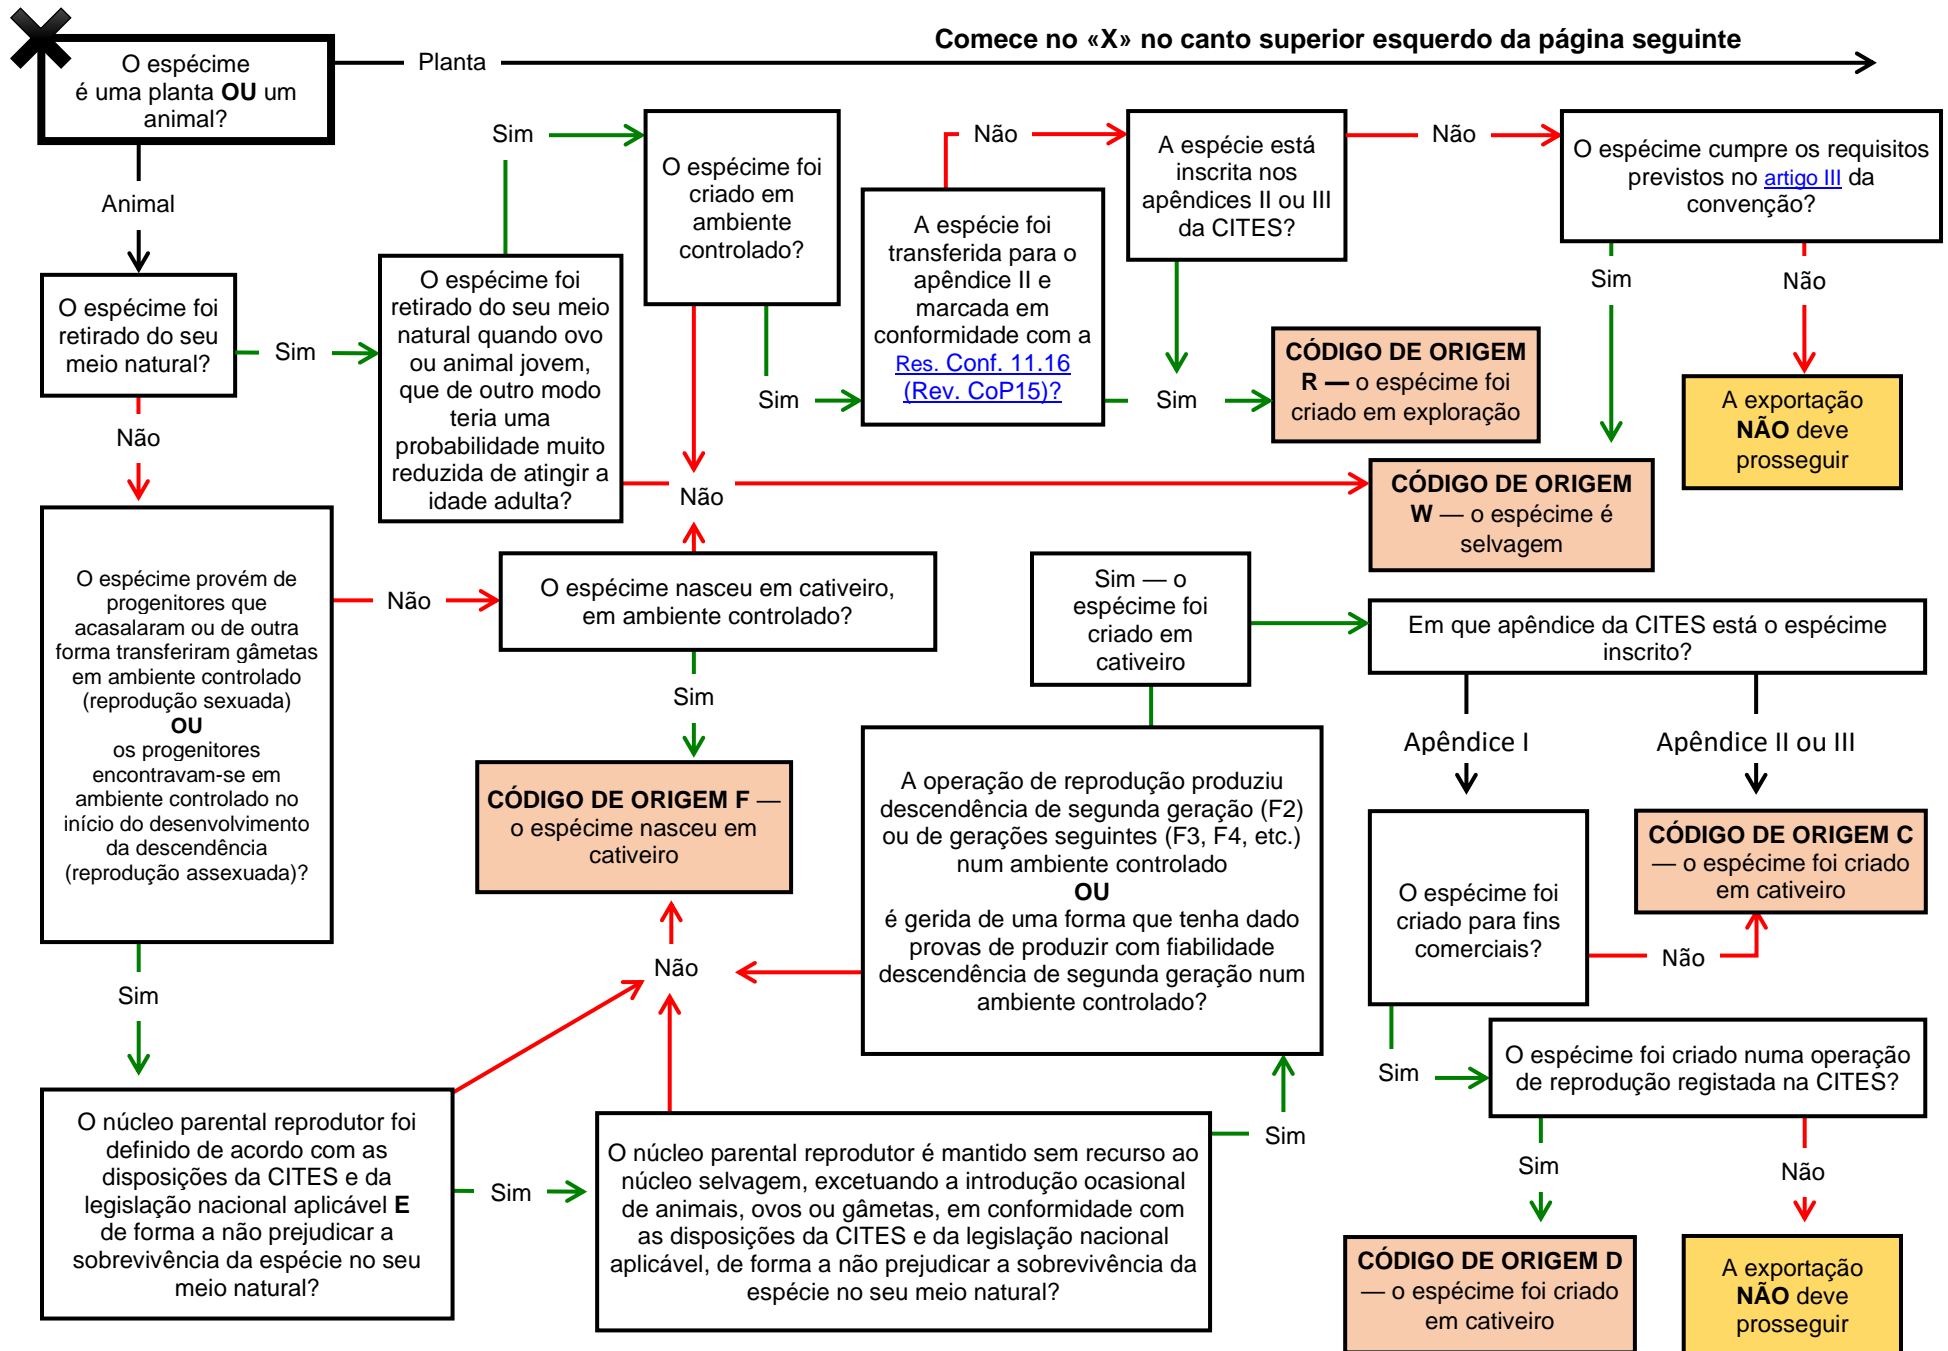 Comece no «X» no canto superior esquerdo da página seguinte
O espécime
é uma planta OU um
animal?
Planta
Animal
O espécime foi
retirado do seu
meio natural?
Sim
Não
O espécime foi
retirado do seu meio
natural quando ovo
ou animal jovem,
que de outro modo
teria uma
probabilidade muito
reduzida de atingir a
idade adulta?
Sim
O espécime foi
criado em
ambiente
controlado?
Sim
Não
A espécie foi
transferida para o
apêndice II e
marcada em
conformidade com a
Res. Conf. 11.16
(Rev. CoP15)?
Não
Sim
A espécie está
inscrita nos
apêndices II ou III
da CITES?
Não
O espécime cumpre os requisitos
previstos no artigo III da
convenção?
Sim
Não
CÓDIGO DE ORIGEM
R — o espécime foi
criado em exploração
A exportação
NÃO deve
prosseguir
CÓDIGO DE ORIGEM
W — o espécime é
selvagem
O espécime provém de
progenitores que
acasalaram ou de outra
forma transferiram gâmetas
em ambiente controlado
(reprodução sexuada)
OU
os progenitores
encontravam-se em
ambiente controlado no
início do desenvolvimento
da descendência
(reprodução assexuada)?
Não
Sim
O espécime nasceu em cativeiro,
em ambiente controlado?
Sim
CÓDIGO DE ORIGEM F —
o espécime nasceu em
cativeiro
Não
Sim — o
espécime foi
criado em
cativeiro
A operação de reprodução produziu
descendência de segunda geração (F2)
ou de gerações seguintes (F3, F4, etc.)
num ambiente controlado
OU
é gerida de uma forma que tenha dado
provas de produzir com fiabilidade
descendência de segunda geração num
ambiente controlado?
Sim
Em que apêndice da CITES está o espécime
inscrito?
Apêndice I
Apêndice II ou III
CÓDIGO DE ORIGEM C
— o espécime foi criado
em cativeiro
O espécime foi
criado para fins
comerciais?
Não
Sim
O espécime foi criado numa operação
de reprodução registada na CITES?
Sim
Não
O núcleo parental reprodutor foi
definido de acordo com as
disposições da CITES e da
legislação nacional aplicável E
de forma a não prejudicar a
sobrevivência da espécie no seu
meio natural?
Sim
O núcleo parental reprodutor é mantido sem recurso ao
núcleo selvagem, excetuando a introdução ocasional
de animais, ovos ou gâmetas, em conformidade com
as disposições da CITES e da legislação nacional
aplicável, de forma a não prejudicar a sobrevivência da
espécie no seu meio natural?
CÓDIGO DE ORIGEM D
— o espécime foi criado
em cativeiro
A exportação
NÃO deve
prosseguir